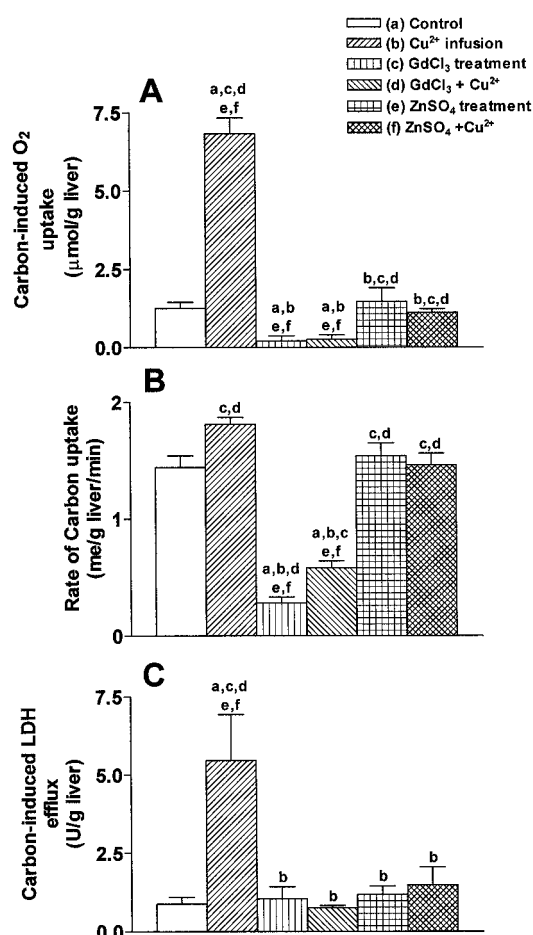 (a) Control
(b) Cu²⁺ infusion
(c) GdCl₃ treatment
(d) GdCl₃ + Cu²⁺
(e) ZnSO₄ treatment
(f) ZnSO₄ +Cu²⁺
A
Carbon-induced O₂
uptake
(μmol/g liver)
7.5
5.0
2.5
0.0
a,c,d
e,f
a,b
e,f
a,b
e,f
b,c,d
b,c,d
B
Rate of Carbon uptake
(me/g liver/min)
2
1
0
c,d
a,b,d
e,f
a,b,c
e,f
c,d
c,d
C
Carbon-induced LDH
efflux
(U/g liver)
7.5
5.0
2.5
0.0
a,c,d
e,f
b
b
b
b